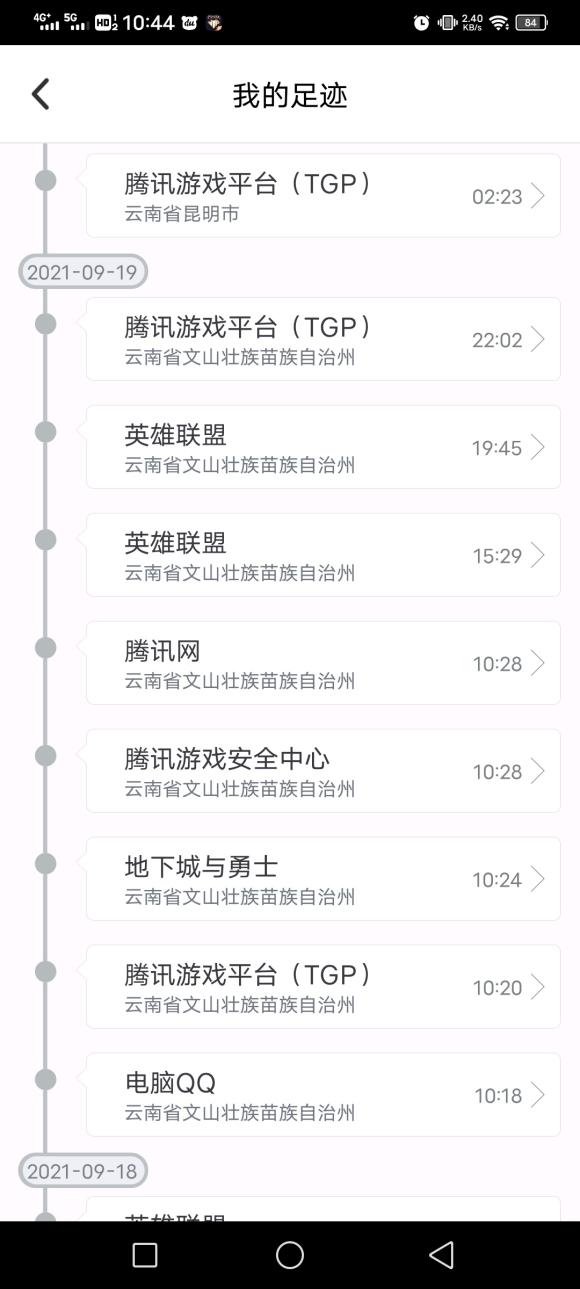 4G+ 5G HD 1 2 10:44 du 2.40 KB/s 84
我的足迹
腾讯游戏平台（TGP）
云南省昆明市
02:23
2021-09-19
腾讯游戏平台（TGP）
云南省文山壮族苗族自治州
22:02
英雄联盟
云南省文山壮族苗族自治州
19:45
英雄联盟
云南省文山壮族苗族自治州
15:29
腾讯网
云南省文山壮族苗族自治州
10:28
腾讯游戏安全中心
云南省文山壮族苗族自治州
10:28
地下城与勇士
云南省文山壮族苗族自治州
10:24
腾讯游戏平台（TGP）
云南省文山壮族苗族自治州
10:20
电脑QQ
云南省文山壮族苗族自治州
10:18
2021-09-18
英雄联盟